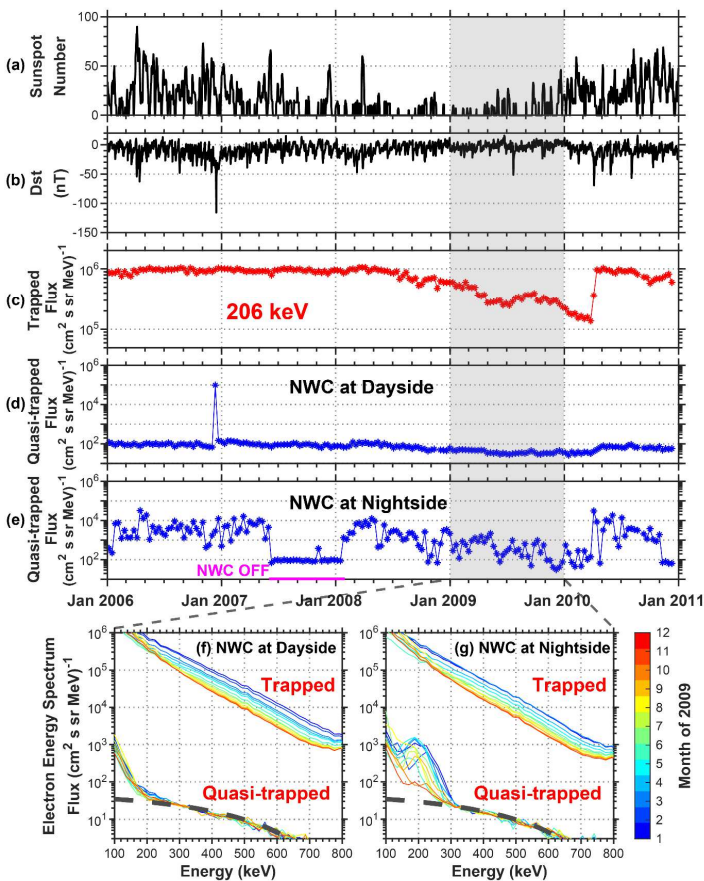 (a) Sunspot Number
100
50
0
(b) Dst (nT)
0
-50
-100
-150
(c) Trapped Flux (cm² s sr MeV)⁻¹
10⁶
10⁵
206 keV
(d) Quasi-trapped Flux (cm² s sr MeV)⁻¹
10⁶
10⁴
10²
NWC at Dayside
(e) Quasi-trapped Flux (cm² s sr MeV)⁻¹
10⁶
10⁴
10²
NWC at Nightside
NWC OFF
Jan 2006 Jan 2007 Jan 2008 Jan 2009 Jan 2010 Jan 2011
Electron Energy Spectrum
Flux (cm² s sr MeV)⁻¹
10⁶
10⁵
10⁴
10³
10²
10¹
(f) NWC at Dayside
Trapped
Quasi-trapped
100 200 300 400 500 600 700 800
Energy (keV)
10⁶
10⁵
10⁴
10³
10²
10¹
(g) NWC at Nightside
Trapped
Quasi-trapped
100 200 300 400 500 600 700 800
Energy (keV)
12
11
10
9
8
7
6
5
4
3
2
1
Month of 2009